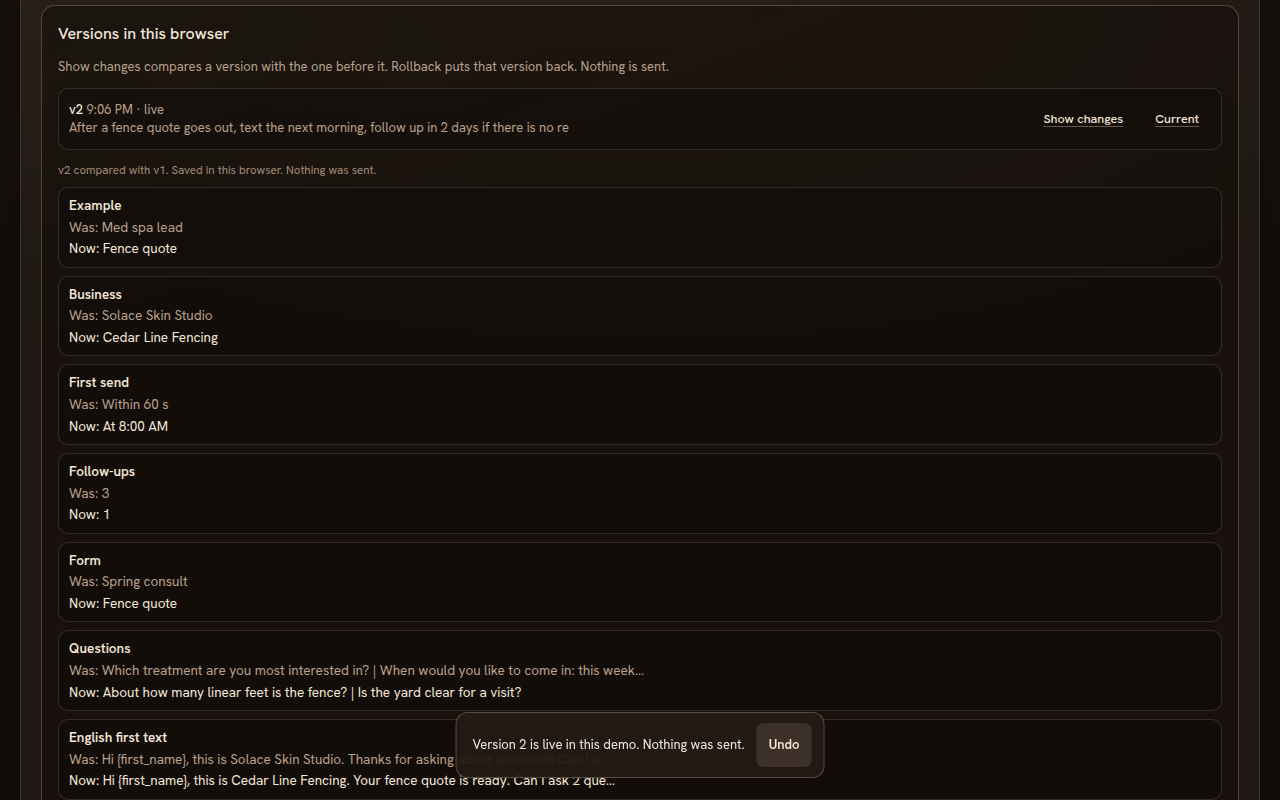 Versions in this browser
Show changes compares a version with the one before it. Rollback puts that version back. Nothing is sent.
v2 9:06 PM · live
After a fence quote goes out, text the next morning, follow up in 2 days if there is no re
Show changes
Current
v2 compared with v1. Saved in this browser. Nothing was sent.
Example
Was: Med spa lead
Now: Fence quote
Business
Was: Solace Skin Studio
Now: Cedar Line Fencing
First send
Was: Within 60 s
Now: At 8:00 AM
Follow-ups
Was: 3
Now: 1
Form
Was: Spring consult
Now: Fence quote
Questions
Was: Which treatment are you most interested in? | When would you like to come in: this week...
Now: About how many linear feet is the fence? | Is the yard clear for a visit?
English first text
Was: Hi {first_name}, this is Solace Skin Studio. Thanks for asking about a consult! Can I a...
Now: Hi {first_name}, this is Cedar Line Fencing. Your fence quote is ready. Can I ask 2 que...
Version 2 is live in this demo. Nothing was sent.
Undo